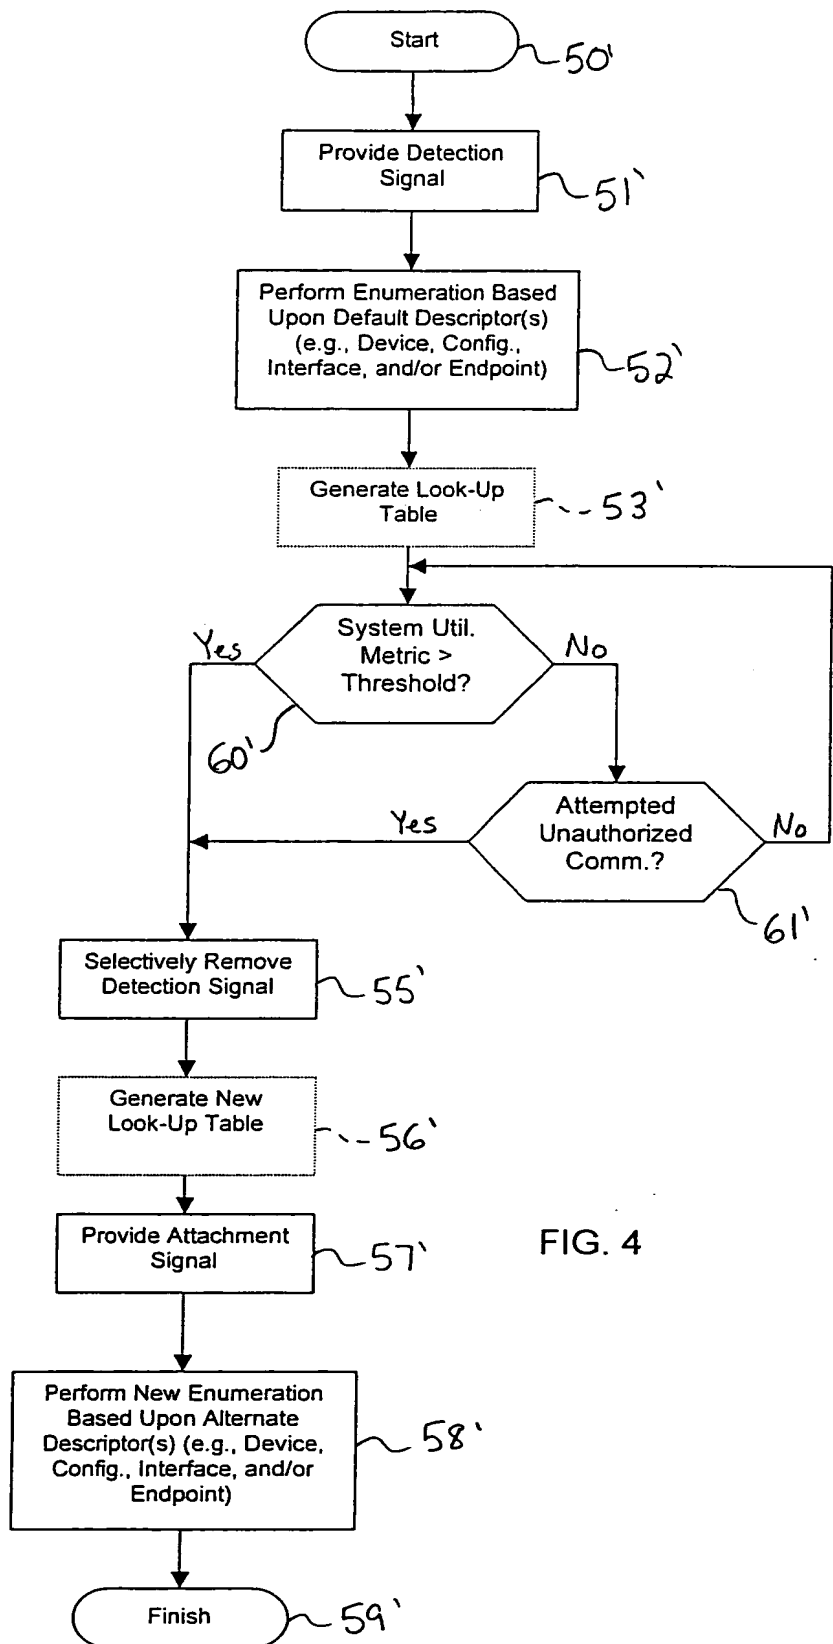 Start
50'
Provide Detection
Signal
51'
Perform Enumeration Based
Upon Default Descriptor(s)
(e.g., Device, Config.,
Interface, and/or Endpoint)
52'
Generate Look-Up
Table
53'
System Util.
Metric >
Threshold?
Yes
No
60'
Attempted
Unauthorized
Comm.?
Yes
No
61'
Selectively Remove
Detection Signal
55'
Generate New
Look-Up Table
56'
Provide Attachment
Signal
57'
FIG. 4
Perform New Enumeration
Based Upon Alternate
Descriptor(s) (e.g., Device,
Config., Interface, and/or
Endpoint)
58'
Finish
59'